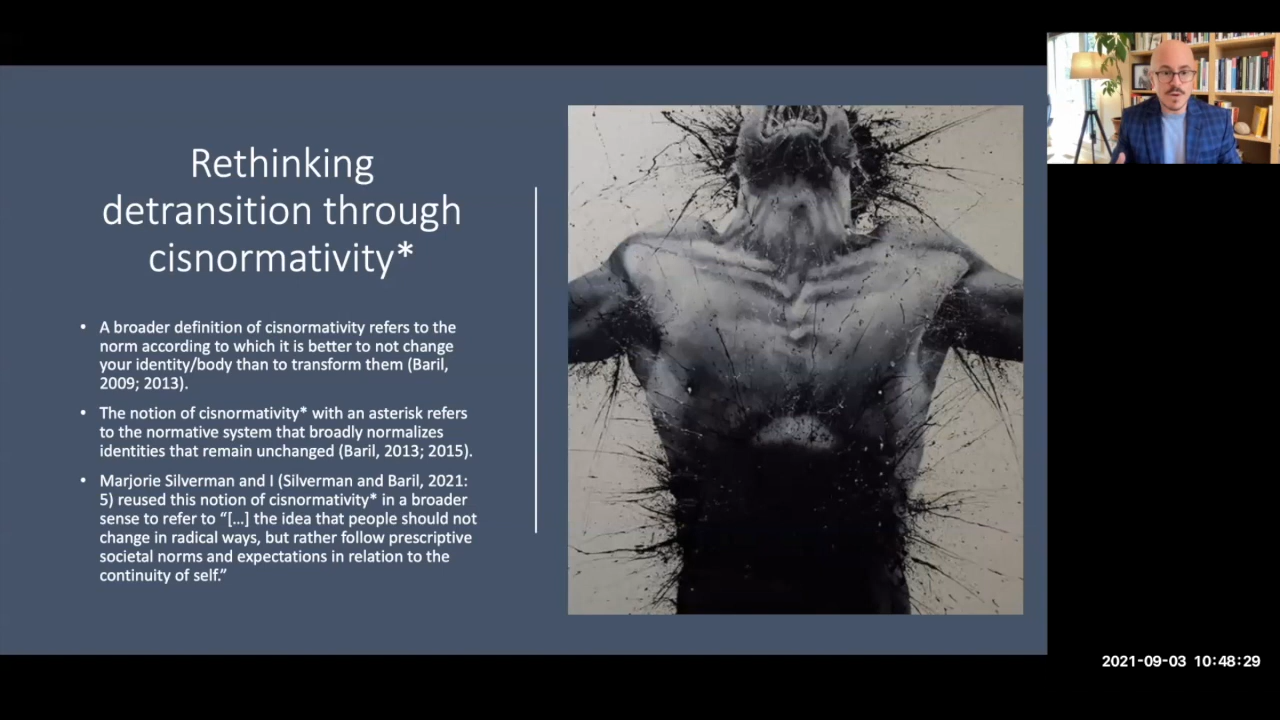 Rethinking
detransition through
cisnormativity*
• A broader definition of cisnormativity refers to the
norm according to which it is better to not change
your identity/body than to transform them (Baril,
2009; 2013).
• The notion of cisnormativity* with an asterisk refers
to the normative system that broadly normalizes
identities that remain unchanged (Baril, 2013; 2015).
• Marjorie Silverman and I (Silverman and Baril, 2021:
5) reused this notion of cisnormativity* in a broader
sense to refer to “[…] the idea that people should not
change in radical ways, but rather follow prescriptive
societal norms and expectations in relation to the
continuity of self.”
2021-09-03 10:48:29